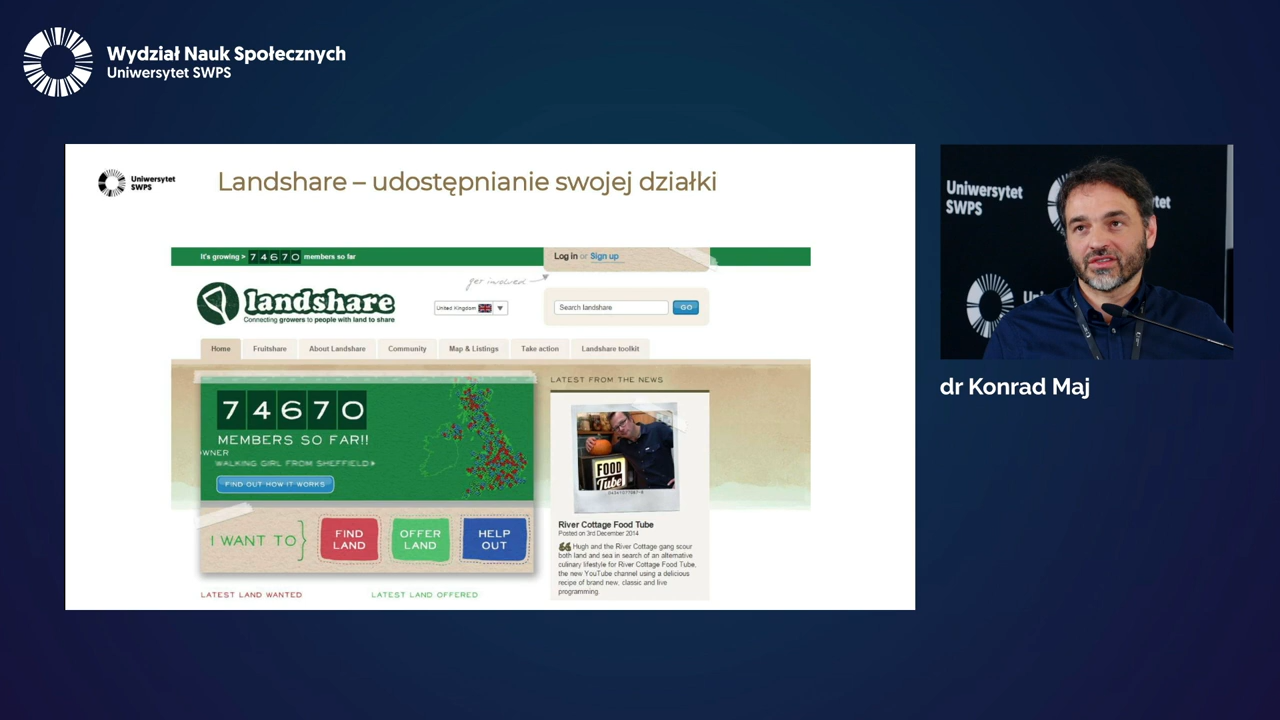 Wydział Nauk Społecznych
Uniwersytet SWPS
Uniwersytet
SWPS
Landshare – udostępnianie swojej działki
It's growing > 74670 members so far
Log in or Sign up
get involved
landshare
Connecting growers to people with land to share
United Kingdom
Search landshare
GO
Home
Fruitshare
About Landshare
Community
Map & Listings
Take action
Landshare toolkit
74670
MEMBERS SO FAR!!
OWNER
WALKING GIRL FROM SHEFFIELD
FIND OUT HOW IT WORKS
I WANT TO
FIND
LAND
OFFER
LAND
HELP
OUT
LATEST LAND WANTED
LATEST LAND OFFERED
LATEST FROM THE NEWS
FOOD
Tube
River Cottage Food Tube
Posted on 3rd December 2014
Hugh and the River Cottage gang scour
both land and sea in search of an alternative
culinary lifestyle for River Cottage Food Tube,
the new YouTube channel using a delicious
recipe of brand new, classic and live
programming.
Uniwersytet
SWPS
dr Konrad Maj